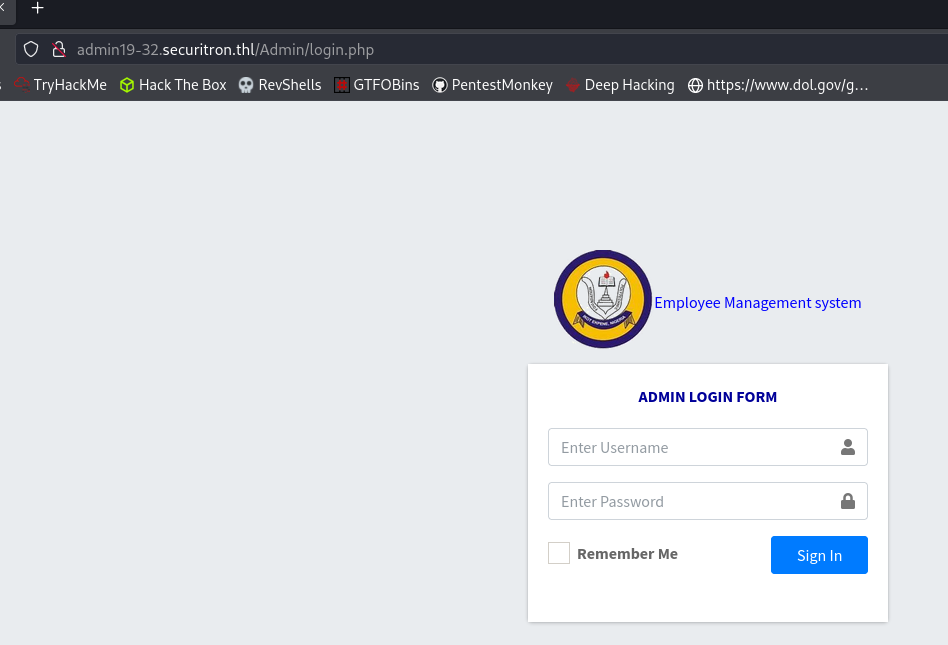 +
admin19-32.securitron.thl/Admin/login.php
TryHackMe Hack The Box RevShells GTFOBins PentestMonkey Deep Hacking https://www.dol.gov/g…
Employee Management system
ADMIN LOGIN FORM
Enter Username
Enter Password
Remember Me Sign In